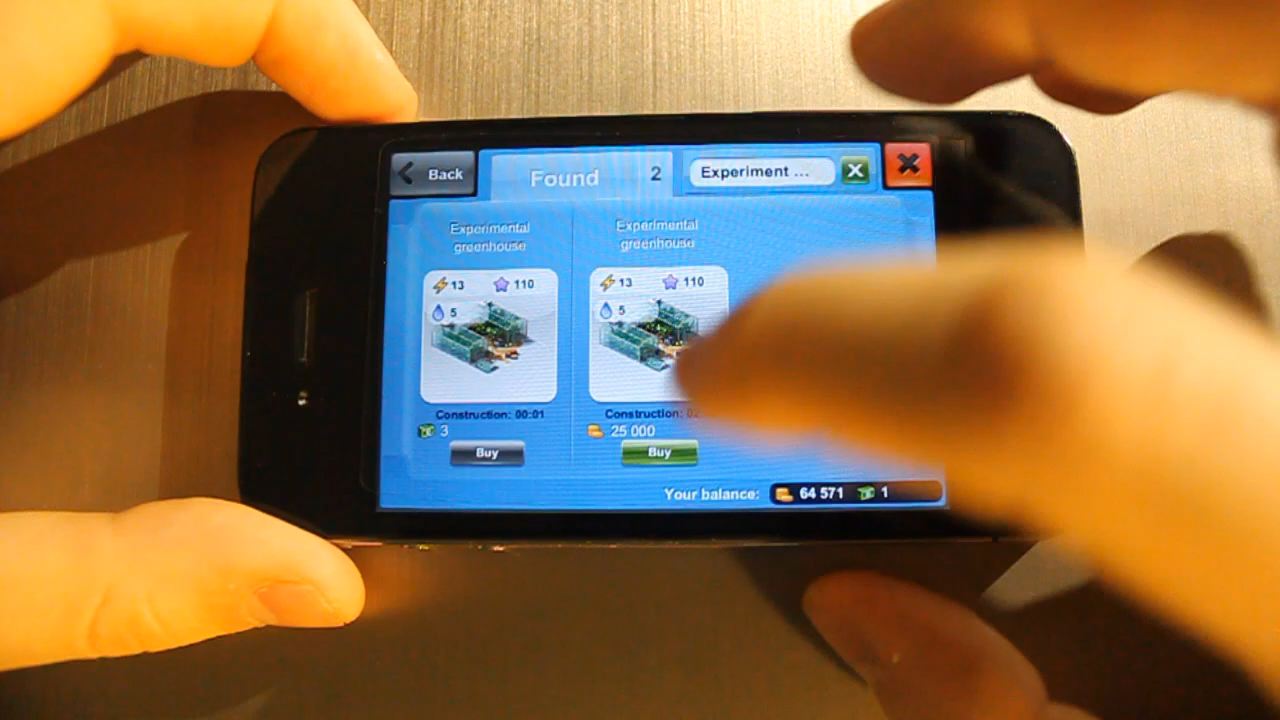 Back
Found 2
Experiment ...
Experimental
greenhouse
13 110
5
Construction: 00:01
3
Buy
Experimental
greenhouse
13 110
5
Construction:
25 000
Buy
Your balance: 64 571 1